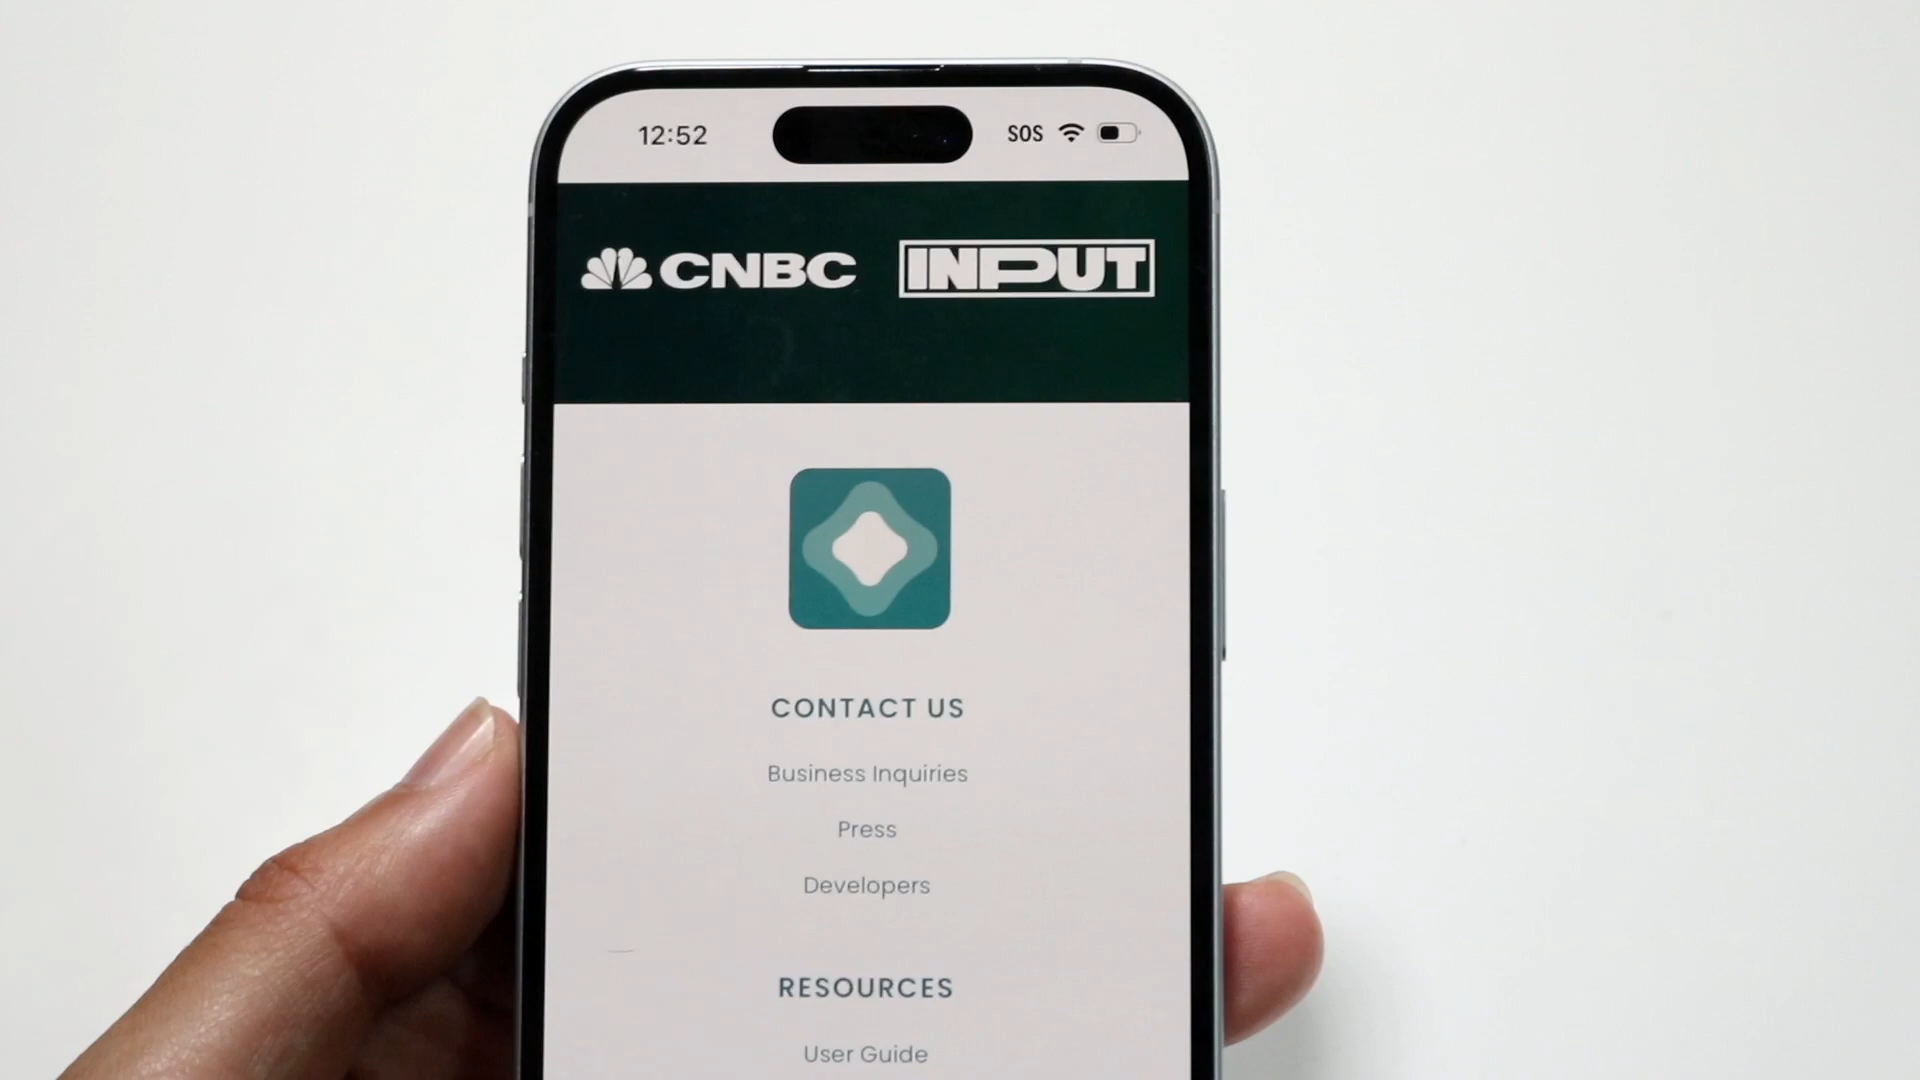 12:52 SOS
CNBC INPUT
CONTACT US
Business Inquiries
Press
Developers
RESOURCES
User Guide